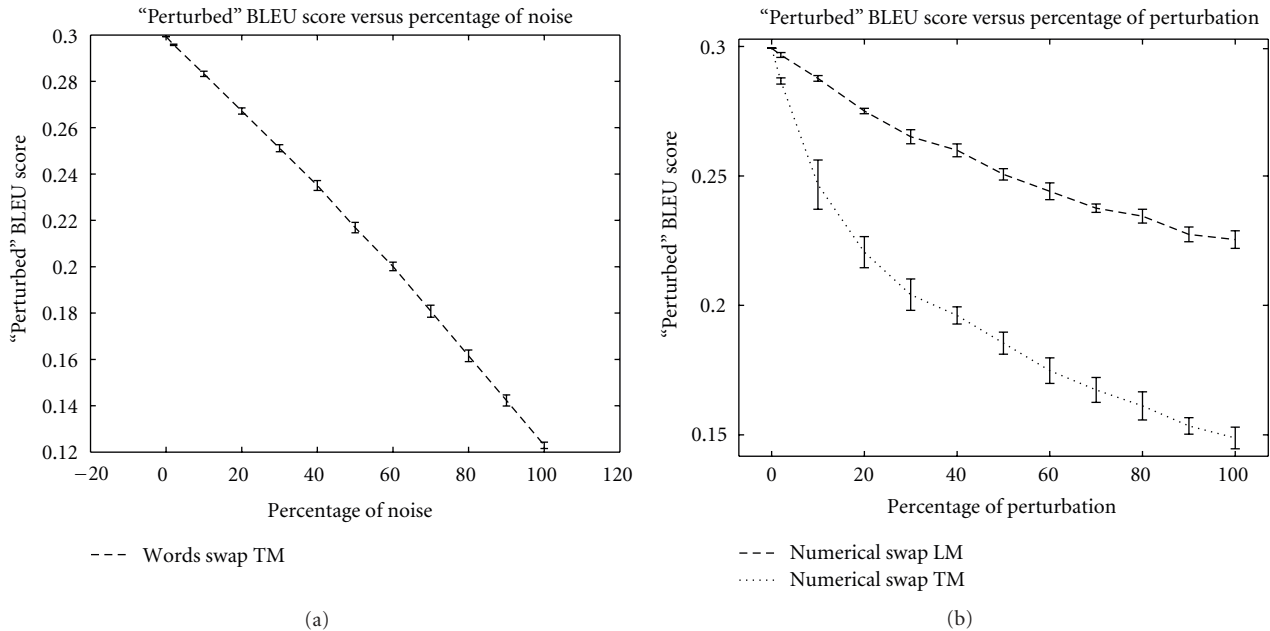 “Perturbed” BLEU score versus percentage of noise
0.3
0.28
0.26
0.24
0.22
0.2
0.18
0.16
0.14
0.12
“Perturbed” BLEU score
−20 0 20 40 60 80 100 120
Percentage of noise
Words swap TM
(a)
“Perturbed” BLEU score versus percentage of perturbation
0.3
0.25
0.2
0.15
“Perturbed” BLEU score
0 20 40 60 80 100
Percentage of perturbation
Numerical swap LM
Numerical swap TM
(b)